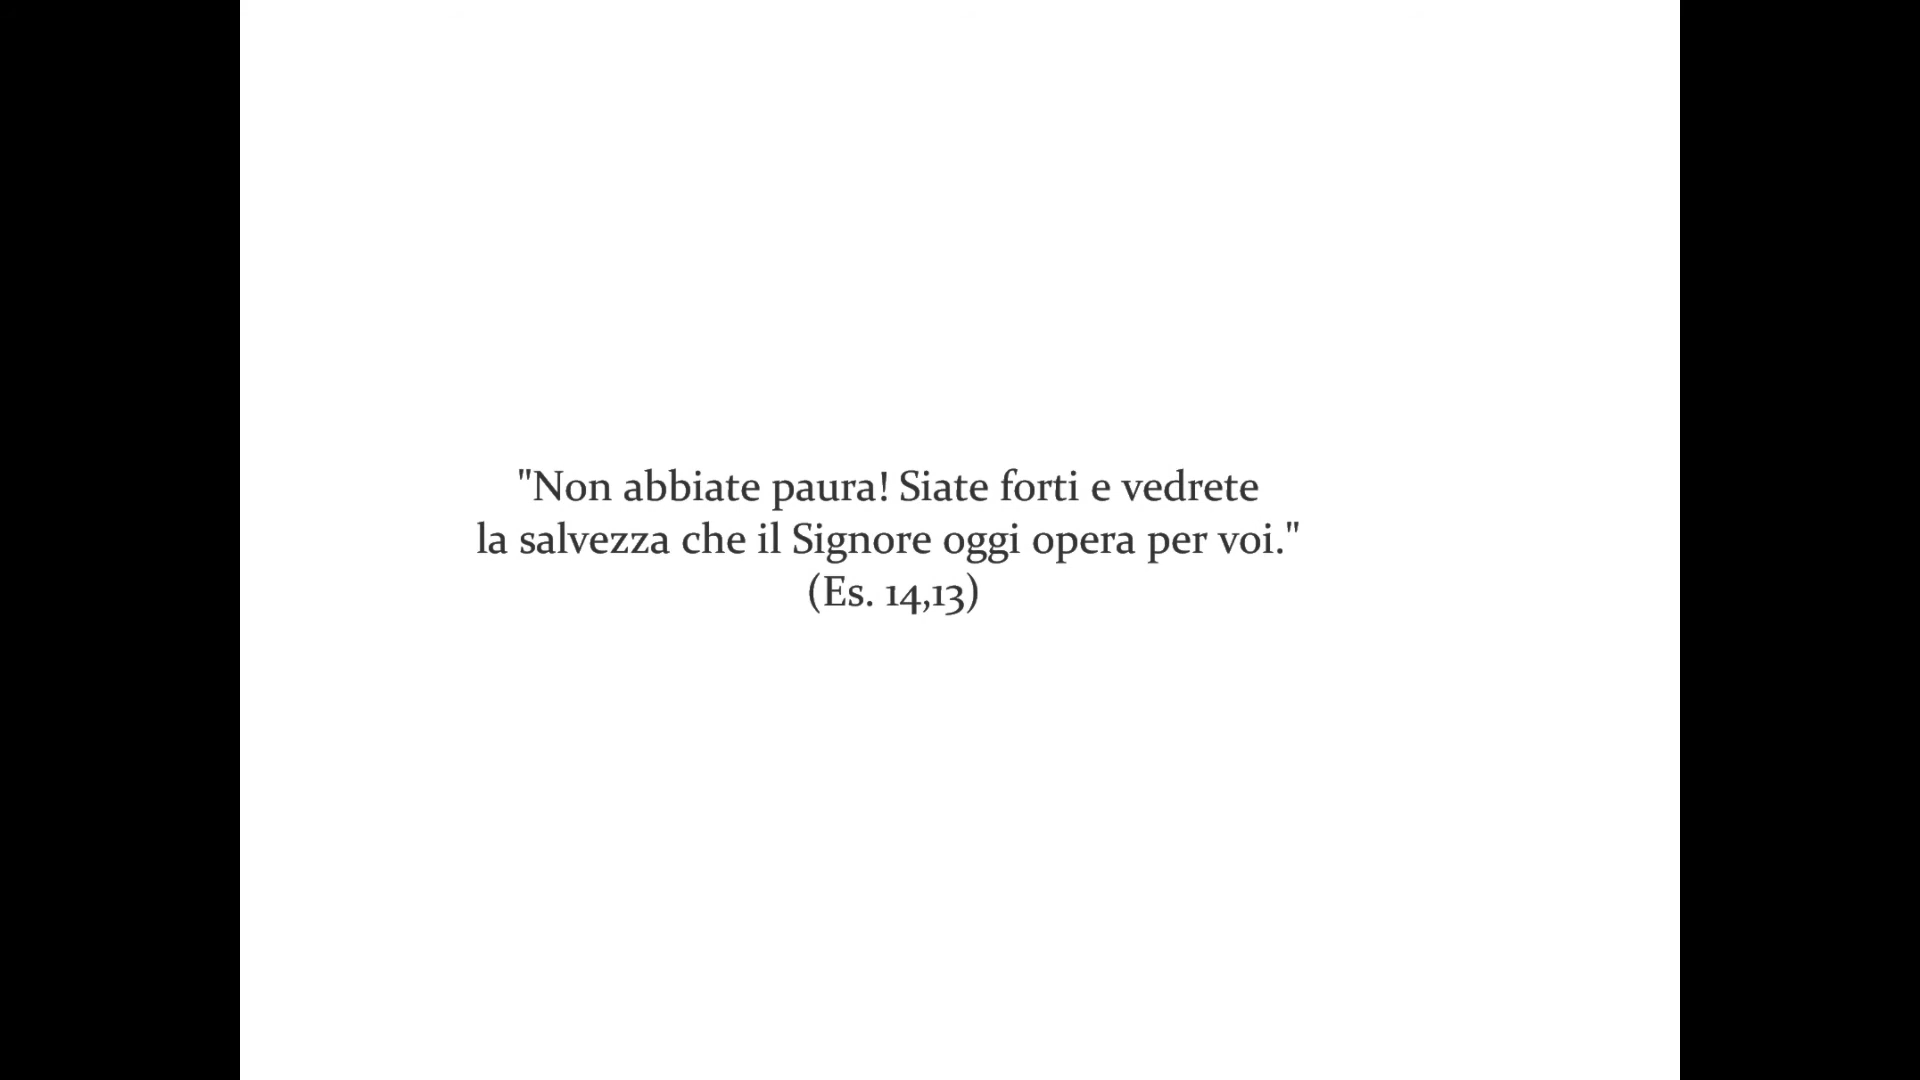 "Non abbiate paura! Siate forti e vedrete
la salvezza che il Signore oggi opera per voi."
(Es. 14,13)